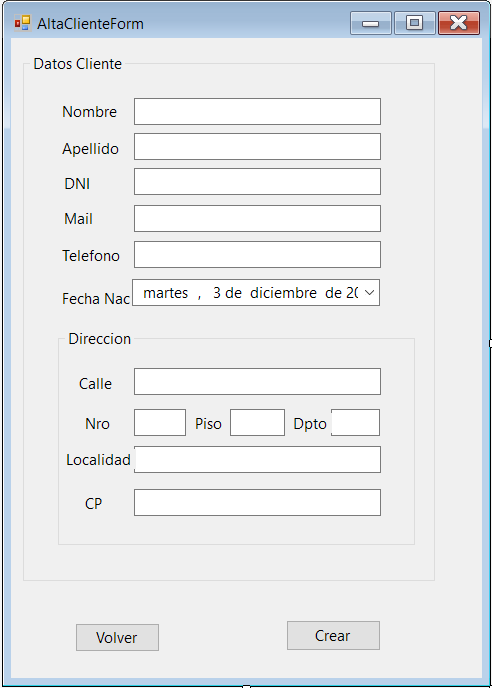 AltaClienteForm
Datos Cliente
Nombre
Apellido
DNI
Mail
Telefono
Fecha Nac martes , 3 de diciembre de 20
Direccion
Calle
Nro Piso Dpto
Localidad
CP
Volver Crear